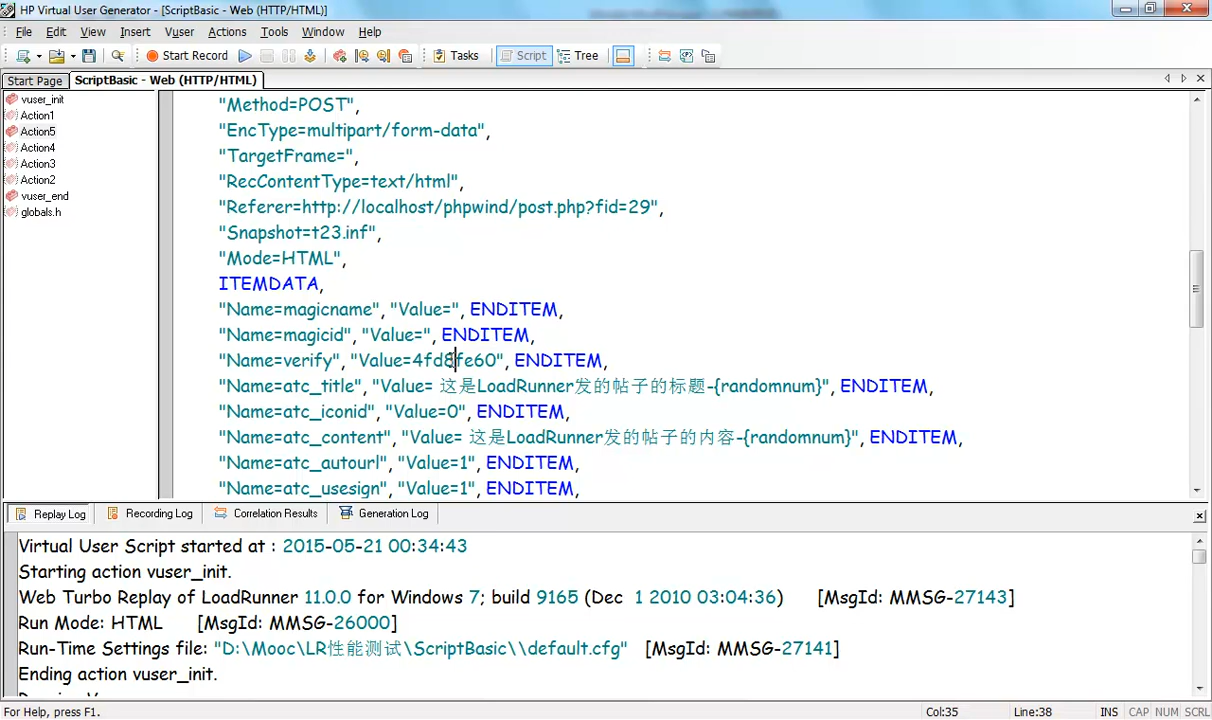 HP Virtual User Generator - [ScriptBasic - Web (HTTP/HTML)]
File Edit View Insert Vuser Actions Tools Window Help
Start Record Tasks Script Tree
Start Page ScriptBasic - Web (HTTP/HTML)
vuser_init
Action1
Action5
Action4
Action3
Action2
vuser_end
globals.h
"Method=POST",
"EncType=multipart/form-data",
"TargetFrame=",
"RecContentType=text/html",
"Referer=http://localhost/phpwind/post.php?fid=29",
"Snapshot=t23.inf",
"Mode=HTML",
ITEMDATA,
"Name=magicname", "Value=", ENDITEM,
"Name=magicid", "Value=", ENDITEM,
"Name=verify", "Value=4fd8fe60", ENDITEM,
"Name=atc_title", "Value= 这是LoadRunner发的帖子的标题-{randomnum}", ENDITEM,
"Name=atc_iconid", "Value=0", ENDITEM,
"Name=atc_content", "Value= 这是LoadRunner发的帖子的内容-{randomnum}", ENDITEM,
"Name=atc_autourl", "Value=1", ENDITEM,
"Name=atc_usesign", "Value=1", ENDITEM,
Replay Log Recording Log Correlation Results Generation Log
Virtual User Script started at : 2015-05-21 00:34:43
Starting action vuser_init.
Web Turbo Replay of LoadRunner 11.0.0 for Windows 7; build 9165 (Dec 1 2010 03:04:36) [MsgId: MMSG-27143]
Run Mode: HTML [MsgId: MMSG-26000]
Run-Time Settings file: "D:\Mooc\LR性能测试\ScriptBasic\\default.cfg" [MsgId: MMSG-27141]
Ending action vuser_init.
For Help, press F1. Col:35 Line:38 INS CAP NUM SCRL